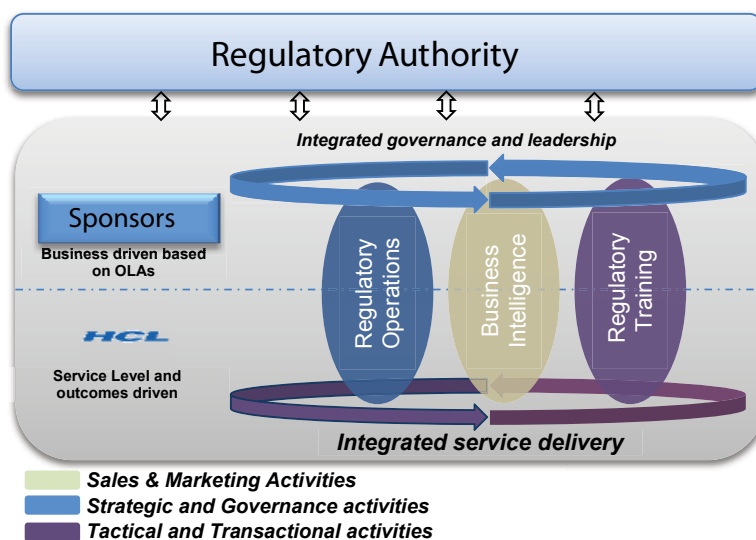 Regulatory Authority
Integrated governance and leadership
Sponsors
Business driven based
on OLAs
Regulatory
Operations
Business
Intelligence
Regulatory
Training
HCL
Service Level and
outcomes driven
Integrated service delivery
Sales & Marketing Activities
Strategic and Governance activities
Tactical and Transactional activities